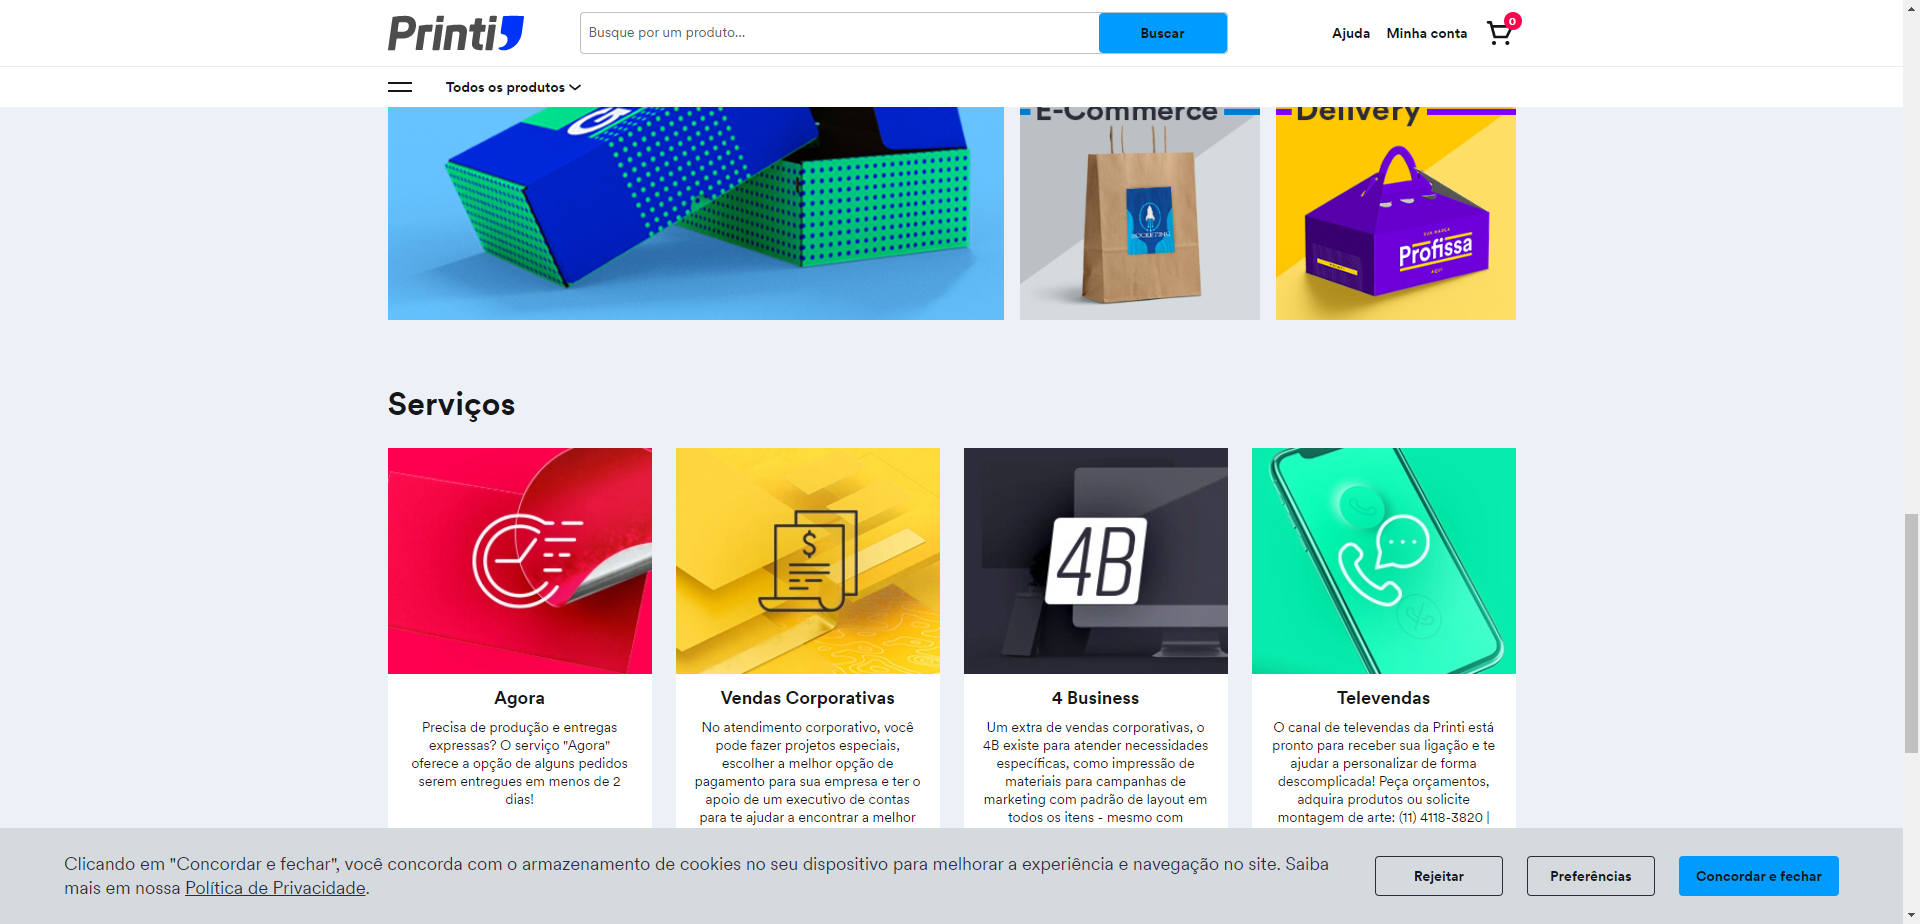 Printi
Busque por um produto...
Buscar
Ajuda
Minha conta
0
Todos os produtos
E-Commerce
Delivery
SUA MARCA
Profissa
AQUI
Serviços
$
4B
Agora
Precisa de produção e entregas
expressas? O serviço "Agora"
oferece a opção de alguns pedidos
serem entregues em menos de 2
dias!
Vendas Corporativas
No atendimento corporativo, você
pode fazer projetos especiais,
escolher a melhor opção de
pagamento para sua empresa e ter o
apoio de um executivo de contas
para te ajudar a encontrar a melhor
4 Business
Um extra de vendas corporativas, o
4B existe para atender necessidades
específicas, como impressão de
materiais para campanhas de
marketing com padrão de layout em
todos os itens - mesmo com
Televendas
O canal de televendas da Printi está
pronto para receber sua ligação e te
ajudar a personalizar de forma
descomplicada! Peça orçamentos,
adquira produtos ou solicite
montagem de arte: (11) 4118-3820 |
Clicando em "Concordar e fechar", você concorda com o armazenamento de cookies no seu dispositivo para melhorar a experiência e navegação no site. Saiba
mais em nossa Política de Privacidade.
Rejeitar
Preferências
Concordar e fechar